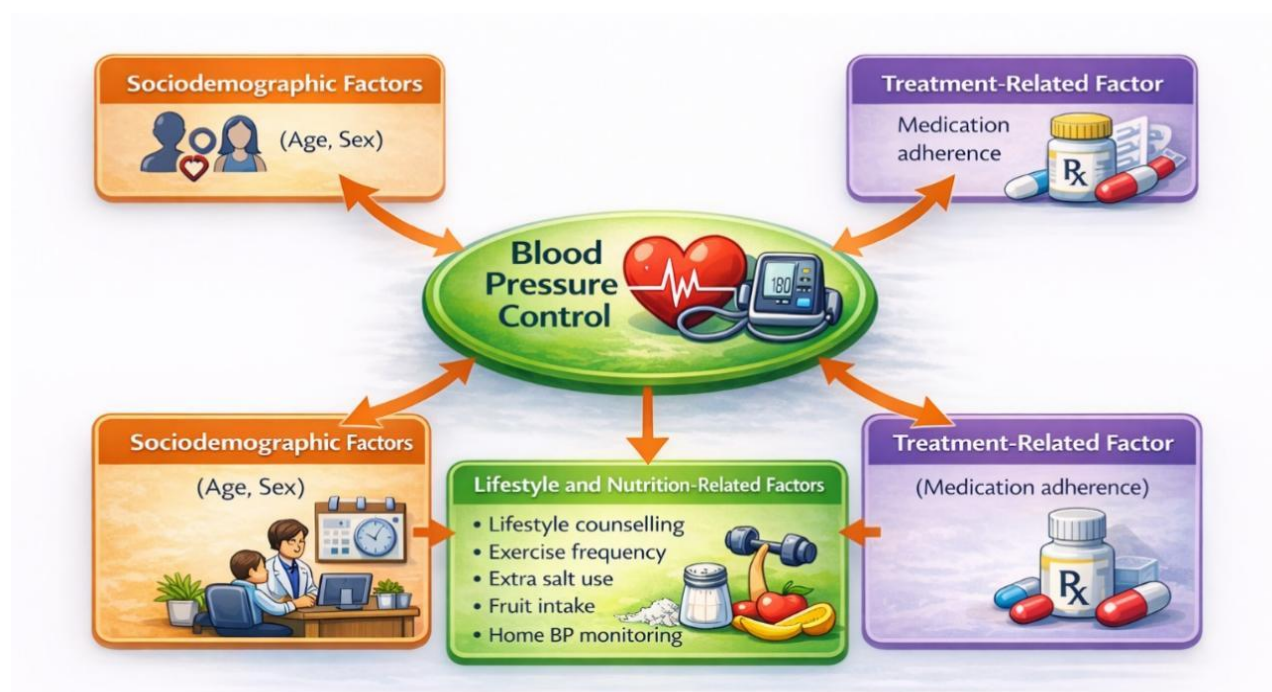 Sociodemographic Factors
(Age, Sex)
Treatment-Related Factor
Medication
adherence
Rx
Blood
Pressure
Control
180
Sociodemographic Factors
(Age, Sex)
Lifestyle and Nutrition-Related Factors
• Lifestyle counselling
• Exercise frequency
• Extra salt use
• Fruit intake
• Home BP monitoring
Treatment-Related Factor
(Medication adherence)
Rx